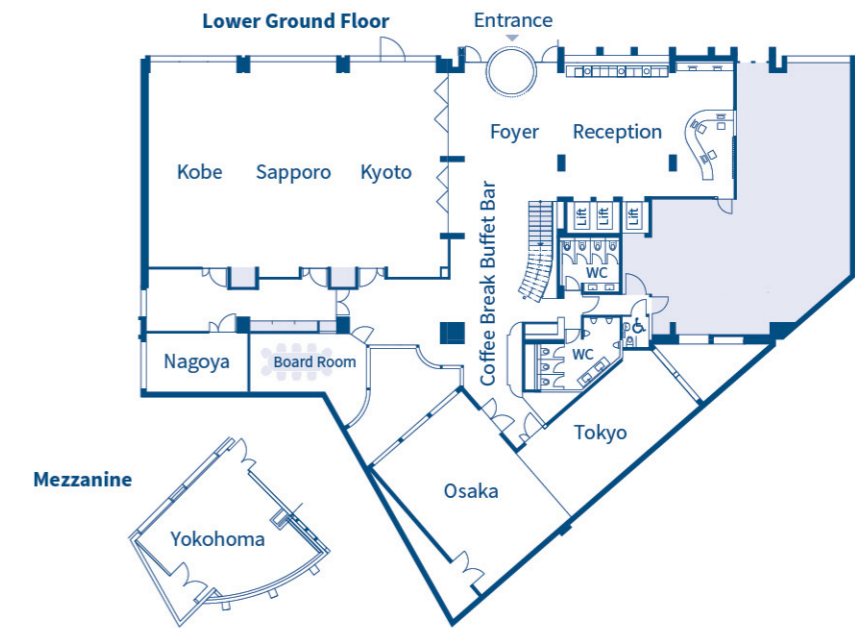 Lower Ground Floor
Entrance
Foyer
Reception
Kobe
Sapporo
Kyoto
Lift
Lift
Lift
Coffee Break Buffet Bar
WC
WC
Nagoya
Board Room
Tokyo
Osaka
Mezzanine
Yokohoma